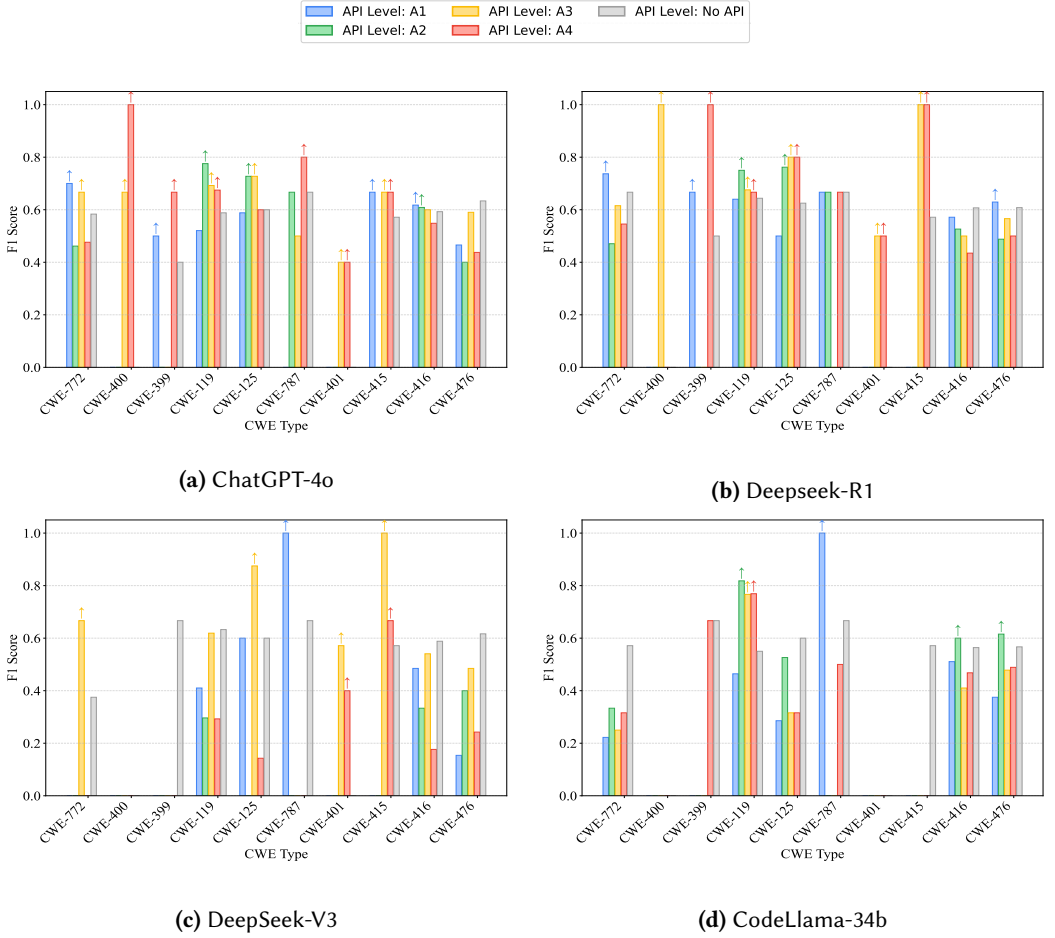 API Level: A1 API Level: A3 API Level: No API
API Level: A2 API Level: A4
1.0
0.8
0.6
0.4
0.2
0.0
F1 Score
CWE-772 CWE-400 CWE-399 CWE-119 CWE-125 CWE-787 CWE-401 CWE-415 CWE-416 CWE-476
CWE Type
(a) ChatGPT-4o
1.0
0.8
0.6
0.4
0.2
0.0
F1 Score
CWE-772 CWE-400 CWE-399 CWE-119 CWE-125 CWE-787 CWE-401 CWE-415 CWE-416 CWE-476
CWE Type
(b) Deepseek-R1
1.0
0.8
0.6
0.4
0.2
0.0
F1 Score
CWE-772 CWE-400 CWE-399 CWE-119 CWE-125 CWE-787 CWE-401 CWE-415 CWE-416 CWE-476
CWE Type
(c) DeepSeek-V3
1.0
0.8
0.6
0.4
0.2
0.0
F1 Score
CWE-772 CWE-400 CWE-399 CWE-119 CWE-125 CWE-787 CWE-401 CWE-415 CWE-416 CWE-476
CWE Type
(d) CodeLlama-34b